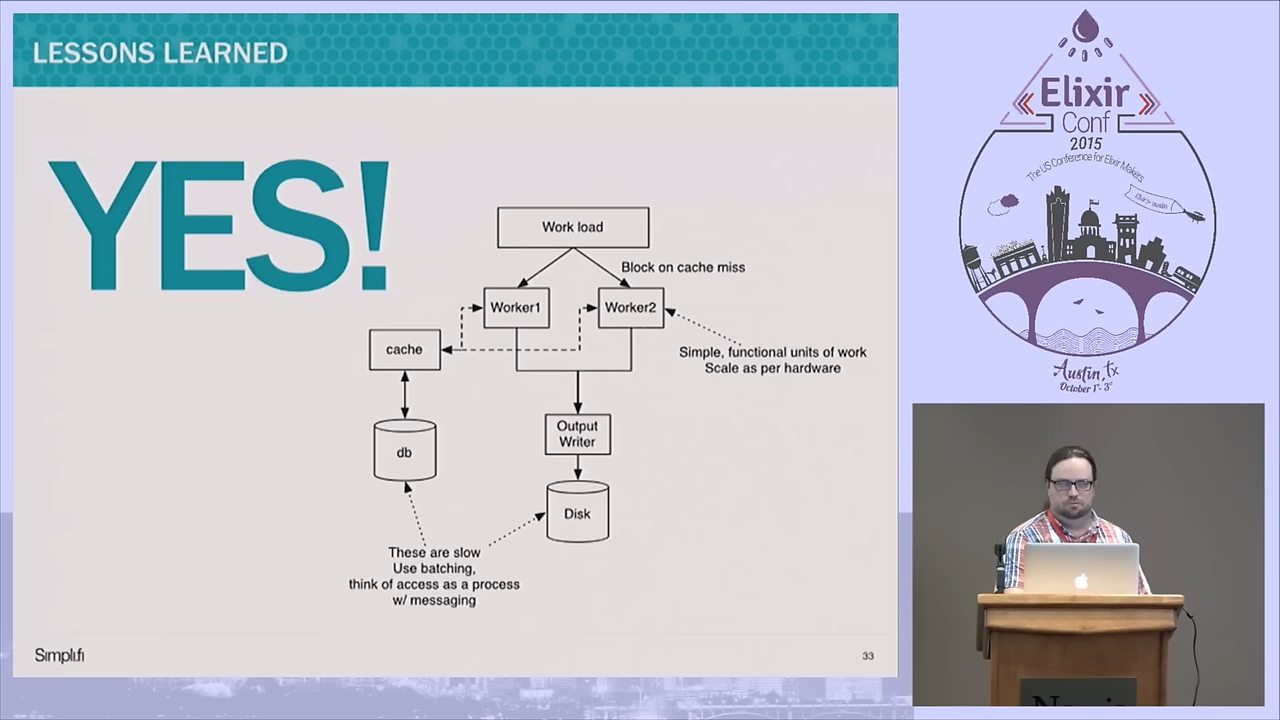 LESSONS LEARNED
YES!
Work load
Block on cache miss
Worker1
Worker2
cache
Simple, functional units of work
Scale as per hardware
Output
Writer
db
Disk
These are slow
Use batching,
think of access as a process
w/ messaging
Simpli.fi
33
Elixir
Conf
2015
The US Conference for Elixir Makers
Austin, tx
October 1st - 3rd